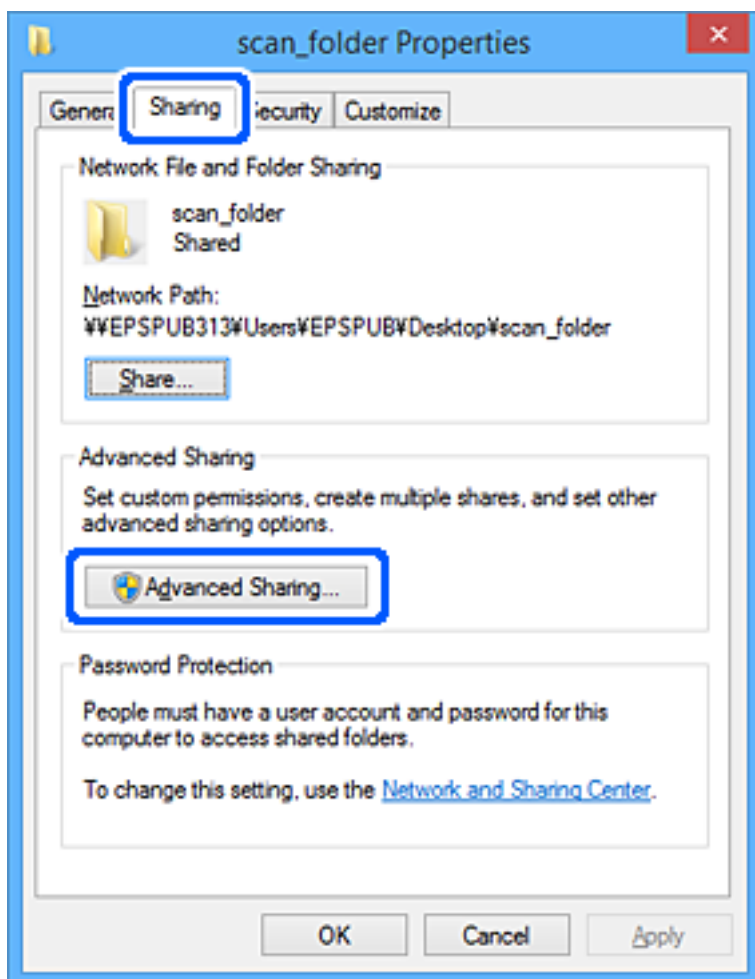 scan_folder Properties
General Sharing Security Customize
Network File and Folder Sharing
scan_folder
Shared
Network Path:
¥¥EPSPUB313¥Users¥EPSPUB¥Desktop¥scan_folder
Share...
Advanced Sharing
Set custom permissions, create multiple shares, and set other
advanced sharing options.
Advanced Sharing...
Password Protection
People must have a user account and password for this
computer to access shared folders.
To change this setting, use the Network and Sharing Center.
OK Cancel Apply